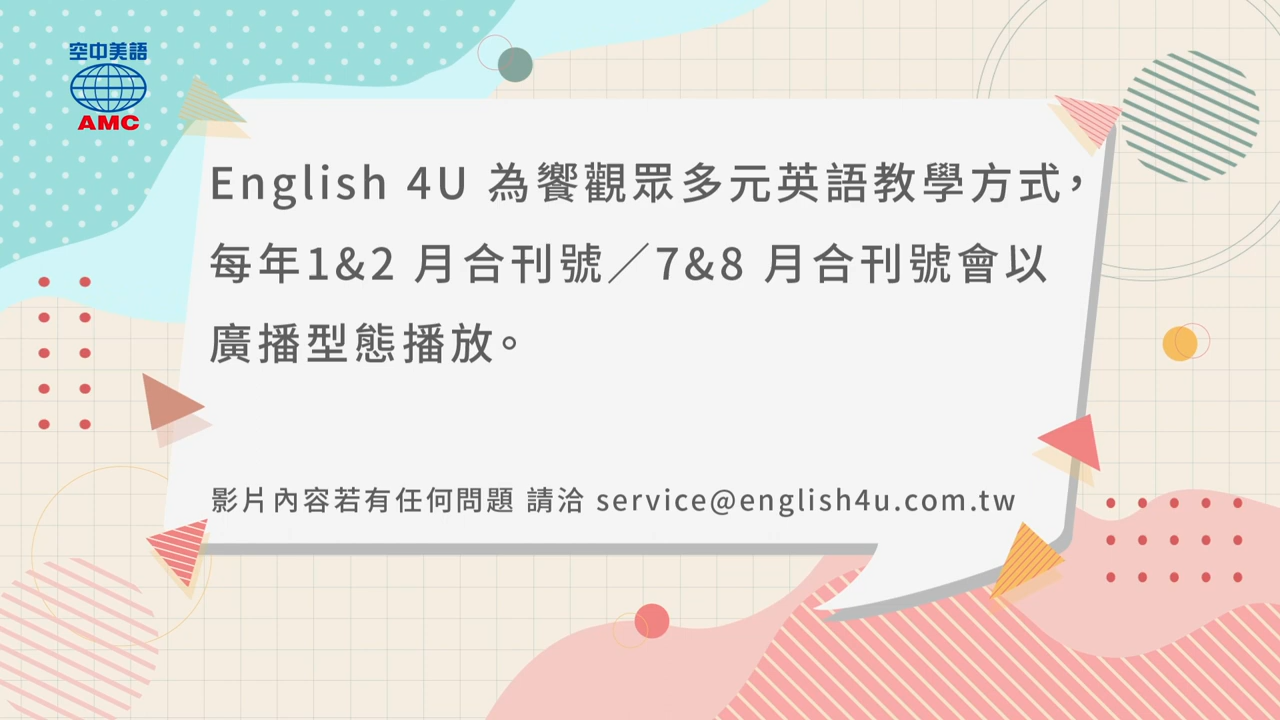 空中美語
AMC
English 4U 為饗觀眾多元英語教學方式，
每年1&2 月合刊號／7&8 月合刊號會以
廣播型態播放。
影片內容若有任何問題 請洽 service@english4u.com.tw